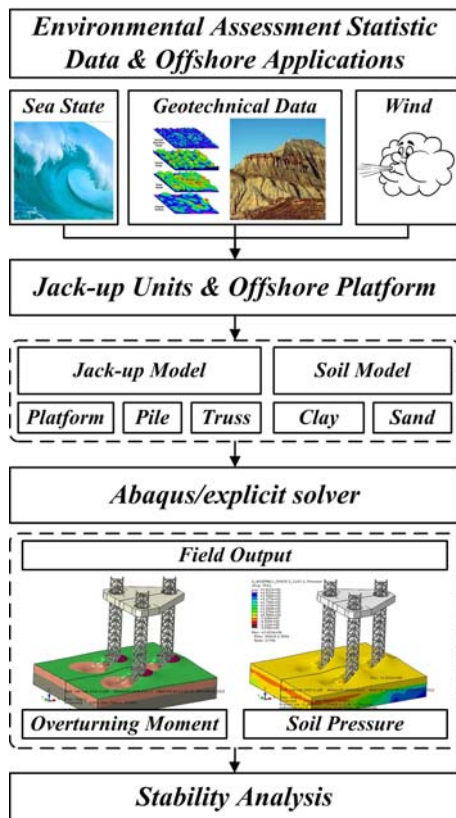 Environmental Assessment Statistic
Data & Offshore Applications
Sea State
Geotechnical Data
Wind
Jack-up Units & Offshore Platform
Jack-up Model
Soil Model
Platform
Pile
Truss
Clay
Sand
Abaqus/explicit solver
Field Output
Overturning Moment
Soil Pressure
Stability Analysis